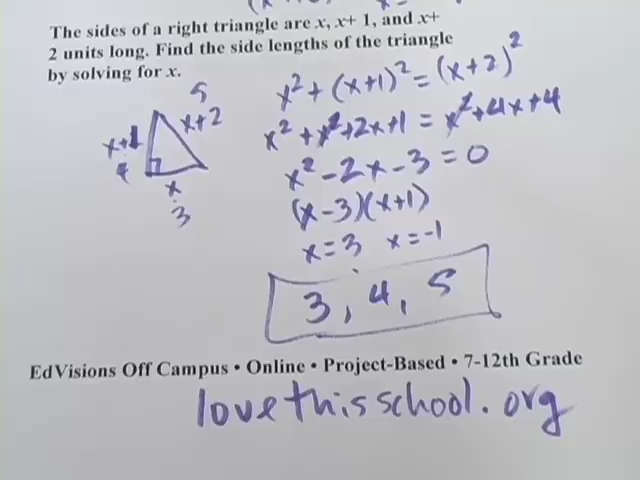 The sides of a right triangle are x, x+ 1, and x+
2 units long. Find the side lengths of the triangle
by solving for x.
5
x+2
x+1
4
x
3
x² + (x+1)² = (x+2)²
x² + x² + 2x + 1 = x² + 4x + 4
x² - 2x - 3 = 0
(x-3)(x+1)
x = 3 x = -1
3, 4, 5
EdVisions Off Campus • Online • Project-Based • 7-12th Grade
lovethisschool.org